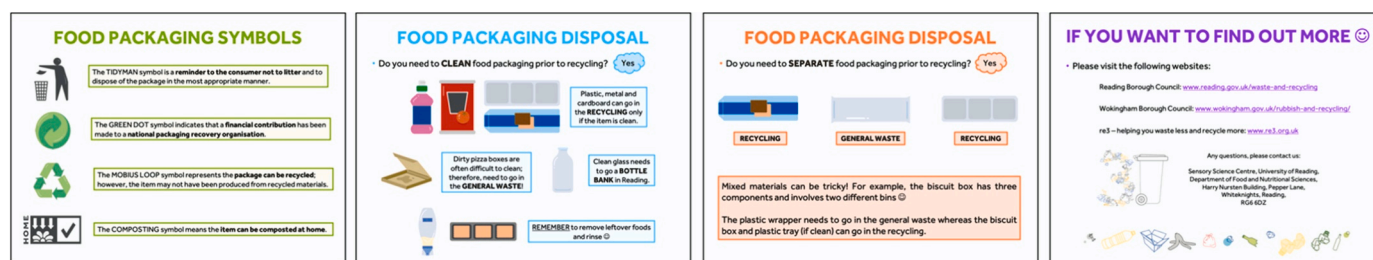 FOOD PACKAGING SYMBOLS
The TIDYMAN symbol is a reminder to the consumer not to litter and to
dispose of the package in the most appropriate manner.
The GREEN DOT symbol indicates that a financial contribution has been
made to a national packaging recovery organisation.
The MOBIUS LOOP symbol represents the package can be recycled;
however, the item may not have been produced from recycled materials.
HOME
The COMPOSTING symbol means the item can be composted at home.
FOOD PACKAGING DISPOSAL
• Do you need to CLEAN food packaging prior to recycling?
Yes
Plastic, metal and
cardboard can go in
the RECYCLING only
if the item is clean.
Dirty pizza boxes are
often difficult to clean;
therefore, need to go in
the GENERAL WASTE!
Clean glass needs
to go a BOTTLE
BANK in Reading.
REMEMBER to remove leftover foods
and rinse ☺
FOOD PACKAGING DISPOSAL
• Do you need to SEPARATE food packaging prior to recycling?
Yes
RECYCLING
GENERAL WASTE
RECYCLING
Mixed materials can be tricky! For example, the biscuit box has three
components and involves two different bins ☺
The plastic wrapper needs to go in the general waste whereas the biscuit
box and plastic tray (if clean) can go in the recycling.
IF YOU WANT TO FIND OUT MORE ☺
• Please visit the following websites:
Reading Borough Council: www.reading.gov.uk/waste-and-recycling
Wokingham Borough Council: www.wokingham.gov.uk/rubbish-and-recycling/
re3 – helping you waste less and recycle more: www.re3.org.uk
Any questions, please contact us:
Sensory Science Centre, University of Reading,
Department of Food and Nutritional Sciences,
Harry Nursten Building, Pepper Lane,
Whiteknights, Reading,
RG6 6DZ